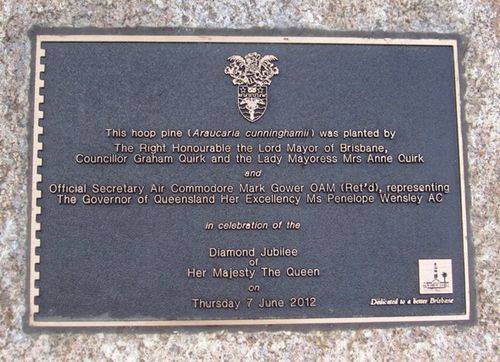 This hoop pine (Araucaria cunninghamii) was planted by
The Right Honourable the Lord Mayor of Brisbane,
Councillor Graham Quirk and the Lady Mayoress Mrs Anne Quirk
and
Official Secretary Air Commodore Mark Gower OAM (Ret'd), representing
The Governor of Queensland Her Excellency Ms Penelope Wensley AC
in celebration of the
Diamond Jubilee
of
Her Majesty The Queen
on
Thursday 7 June 2012
Dedicated to a better Brisbane